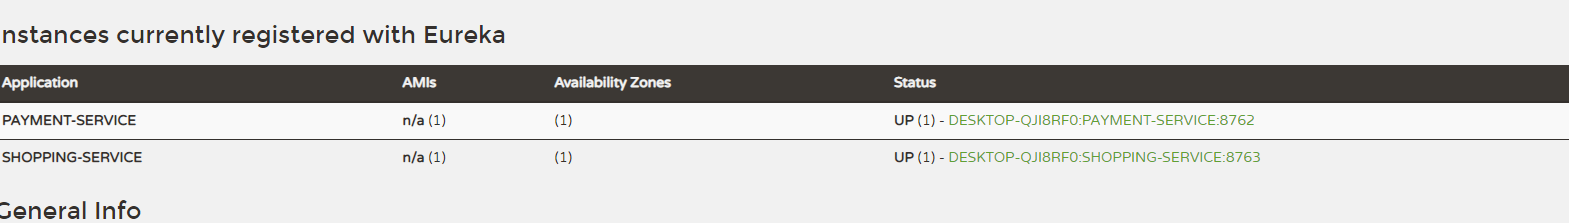 nstances currently registered with Eureka
Application AMIs Availability Zones Status
PAYMENT-SERVICE n/a (1) (1) UP (1) - DESKTOP-QJI8RF0:PAYMENT-SERVICE:8762
SHOPPING-SERVICE n/a (1) (1) UP (1) - DESKTOP-QJI8RF0:SHOPPING-SERVICE:8763
General Info